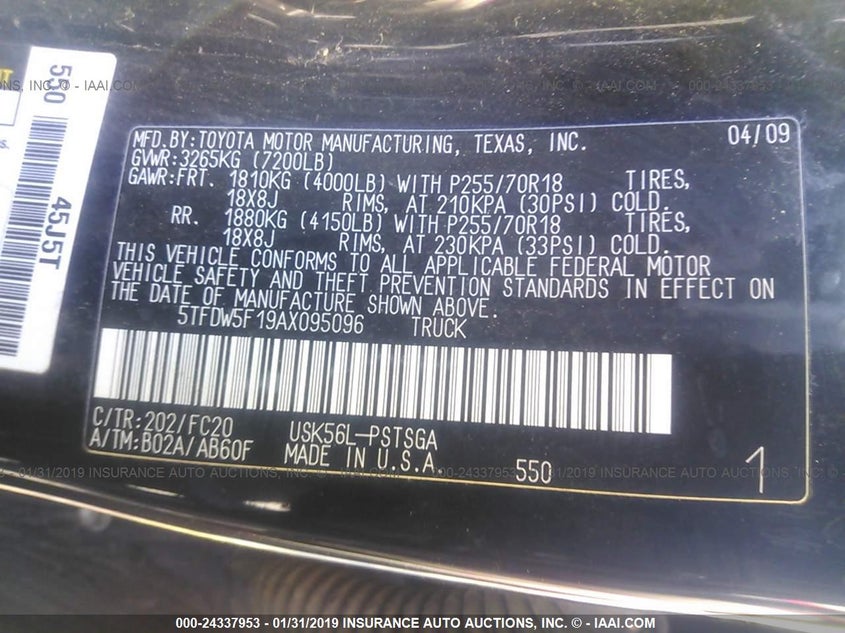 MFD.BY:TOYOTA MOTOR MANUFACTURING, TEXAS, INC. 04/09
GVWR:3265KG (7200LB)
GAWR:FRT. 1810KG (4000LB) WITH P255/70R18 TIRES,
18X8J RIMS, AT 210KPA (30PSI) COLD.
RR. 1880KG (4150LB) WITH P255/70R18 TIRES,
18X8J RIMS, AT 230KPA (33PSI) COLD.
THIS VEHICLE CONFORMS TO ALL APPLICABLE FEDERAL MOTOR
VEHICLE SAFETY AND THEFT PREVENTION STANDARDS IN EFFECT ON
THE DATE OF MANUFACTURE SHOWN ABOVE.
5TFDW5F19AX095096 TRUCK
C/TR:202/FC20 USK56L-PSTSGA
A/TM:B02A/AB60F MADE IN U.S.A. 550 1
550
45J5T
000-24337953 - 01/31/2019 INSURANCE AUTO AUCTIONS, INC. © - IAAI.COM